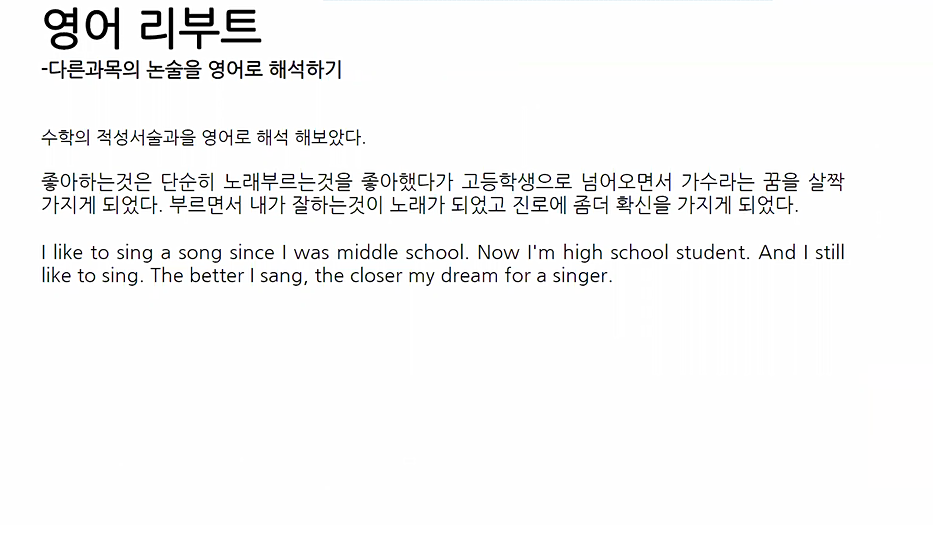 영어 리부트
-다른과목의 논술을 영어로 해석하기
수학의 적성서술과을 영어로 해석 해보았다.
좋아하는것은 단순히 노래부르는것을 좋아했다가 고등학생으로 넘어오면서 가수라는 꿈을 살짝
가지게 되었다. 부르면서 내가 잘하는것이 노래가 되었고 진로에 좀더 확신을 가지게 되었다.
I like to sing a song since I was middle school. Now I'm high school student. And I still
like to sing. The better I sang, the closer my dream for a singer.